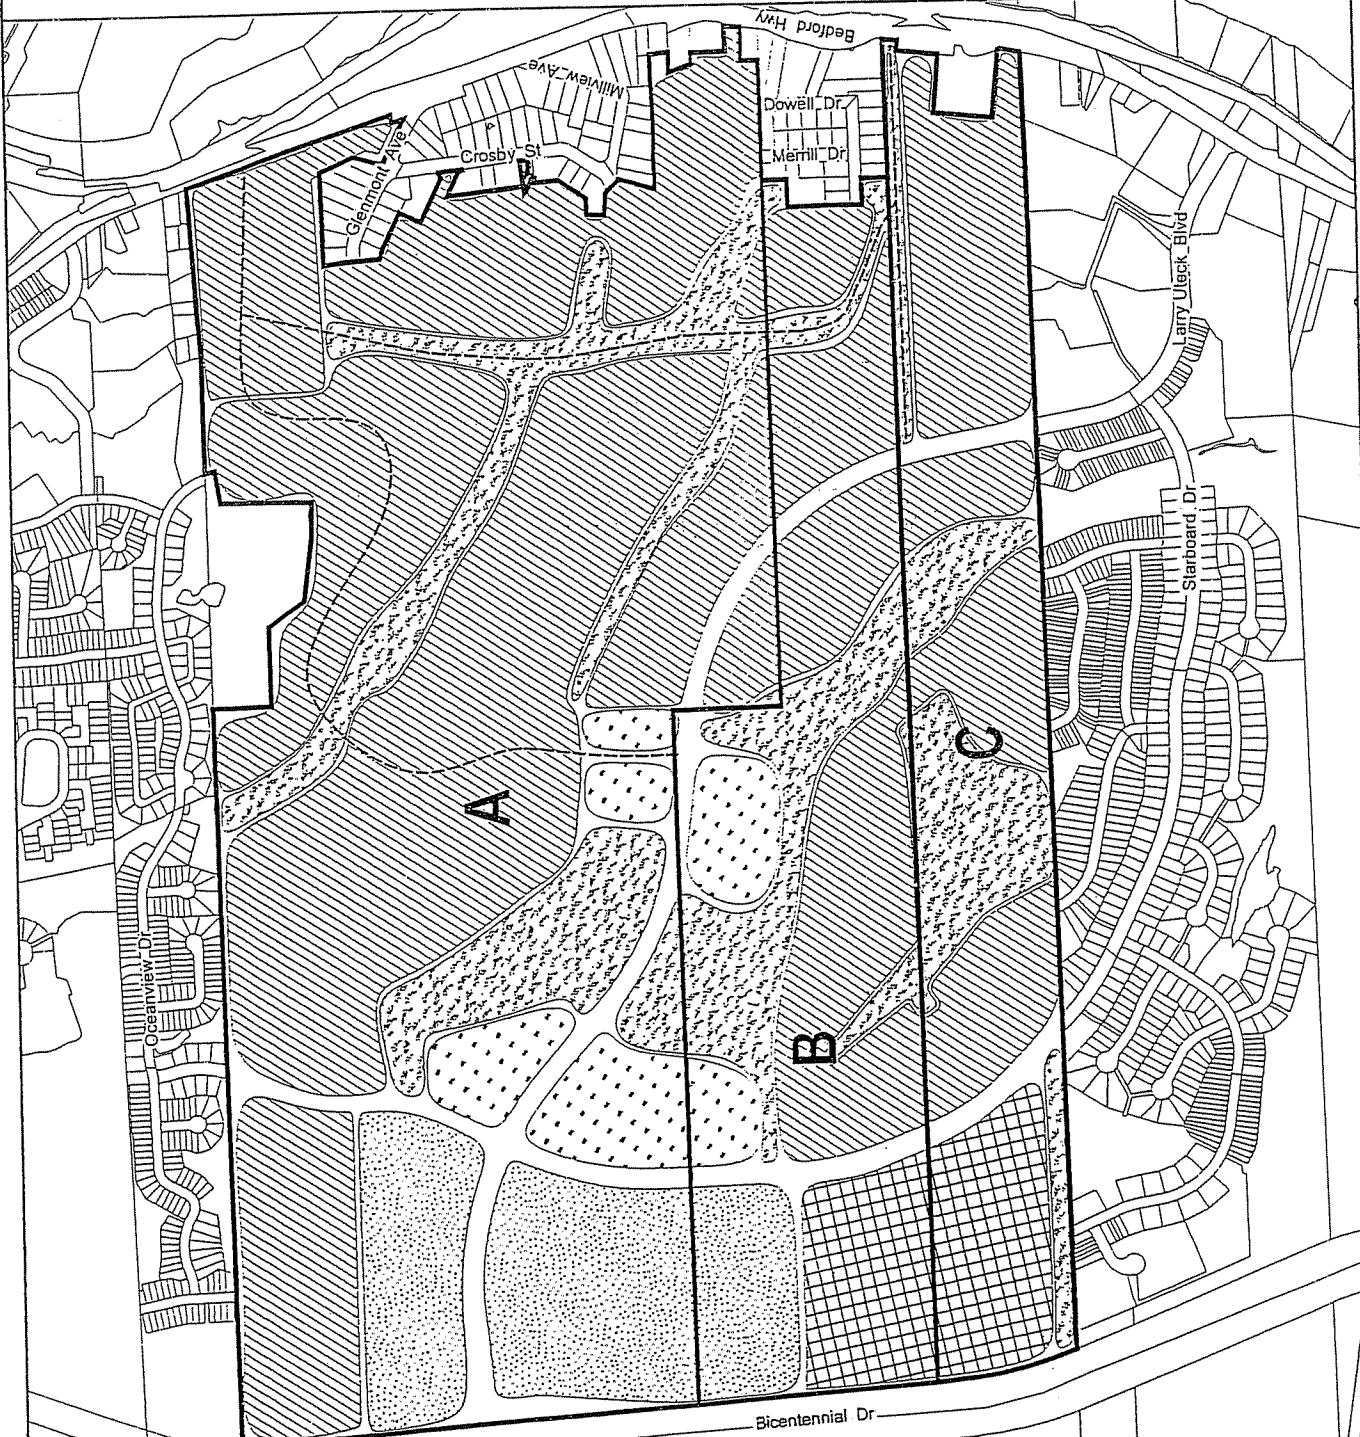 Bedford Hwy
Millview Ave
Dowell Dr
Crosby St
Merrill Dr
Glenmont Ave
Larry Uteck Blvd
Starboard Dr
A
C
Oceanview Dr
B
Bicentennial Dr